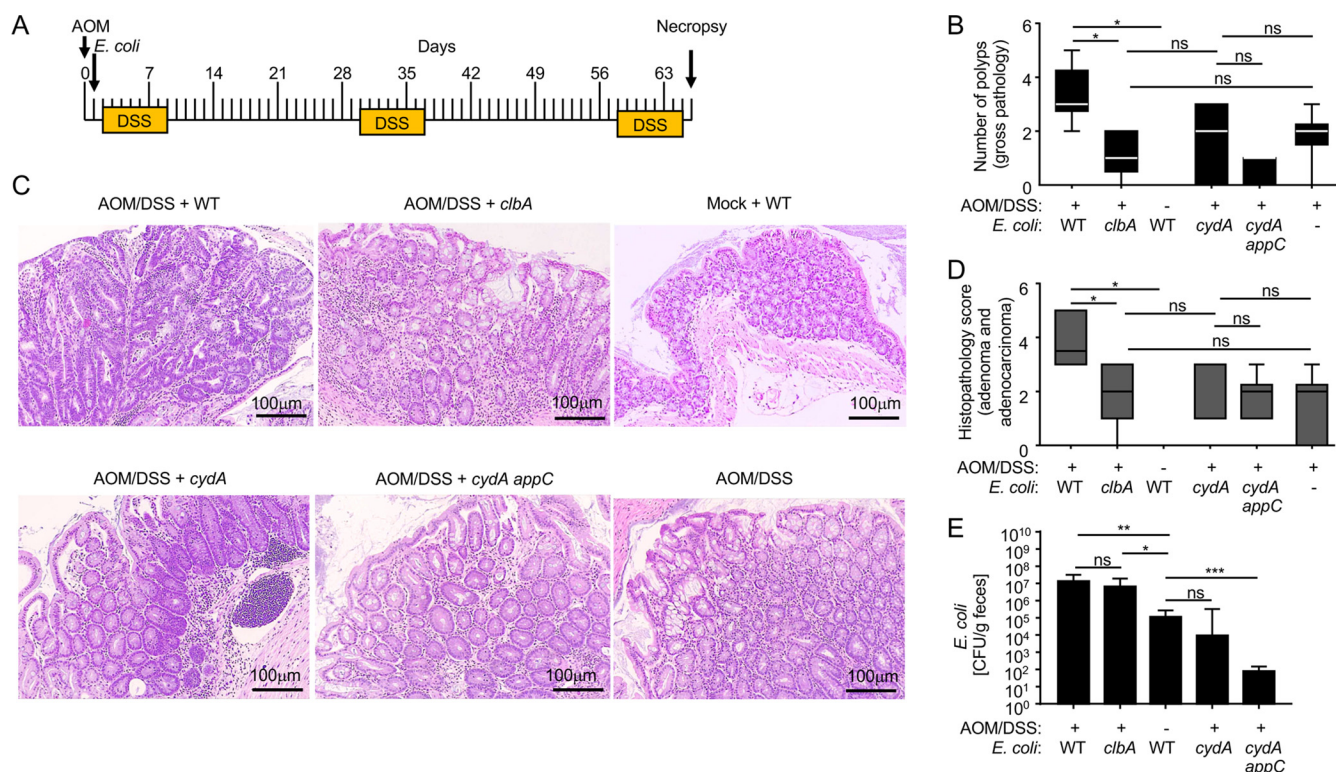 A
AOM
E. coli
Days
Necropsy
0 7 14 21 28 35 42 49 56 63
DSS DSS DSS
B
Number of polyps
(gross pathology)
6
4
2
0
*
*
ns
ns
ns
ns
AOM/DSS: + + - + + +
E. coli: WT clbA WT cydA cydA appC -
C
AOM/DSS + WT
AOM/DSS + clbA
Mock + WT
100μm
100μm
100μm
AOM/DSS + cydA
AOM/DSS + cydA appC
AOM/DSS
100μm
100μm
100μm
D
Histopathology score
(adenoma and
adenocarcinoma)
6
4
2
0
*
*
ns
ns
ns
ns
AOM/DSS: + + - + + +
E. coli: WT clbA WT cydA cydA appC -
E
E. coli
[CFU/g feces]
10¹⁰
10⁹
10⁸
10⁷
10⁶
10⁵
10⁴
10³
10²
10¹
10⁰
**
*
ns
***
ns
AOM/DSS: + + - + +
E. coli: WT clbA WT cydA cydA appC